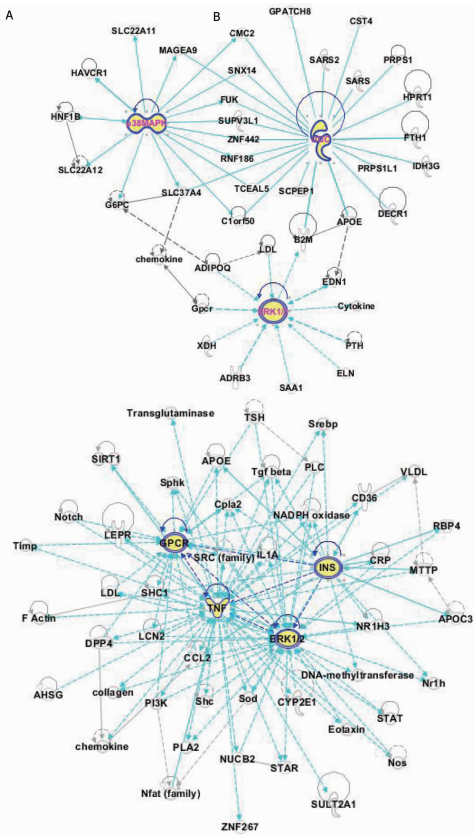 A
B
GPATCH8
SLC22A11
CMC2
CST4
MAGEA9
SARS2
PRPS1
HAVCR1
SNX14
SARS
HPRT1
FUK
HNF1B
p38MAPK
SUPV3L1
ZNF442
FTH1
RNF186
SLC22A12
PRPS1L1
IDH3G
SLC37A4
TCEAL5
SCPEP1
G6PC
C1orf50
DECR1
APOE
B2M
LDL
chemokine
ADIPOQ
EDN1
Gpcr
Cytokine
XDH
PTH
ADRB3
ELN
SAA1
Transglutaminase
TSH
Srebp
SIRT1
APOE
Tgf beta
PLC
VLDL
Sphk
CD36
Cpla2
Notch
NADPH oxidase
RBP4
LEPR
GPCR
Timp
SRC (family)
IL1A
CRP
INS
MTTP
LDL
SHC1
TNF
F Actin
NR1H3
APOC3
LCN2
ERK1/2
DPP4
CCL2
DNA-methyltransferase
Nr1h
AHSG
collagen
PI3K
Shc
Sod
CYP2E1
STAT
Eotaxin
chemokine
PLA2
NUCB2
STAR
Nos
Nfat (family)
SULT2A1
ZNF267